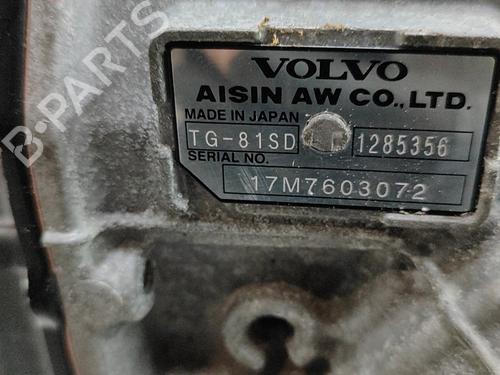 B-PARTS
VOLVO
AISIN AW CO., LTD.
MADE IN JAPAN
TG-81SD 1285356
SERIAL NO.
17M7603072